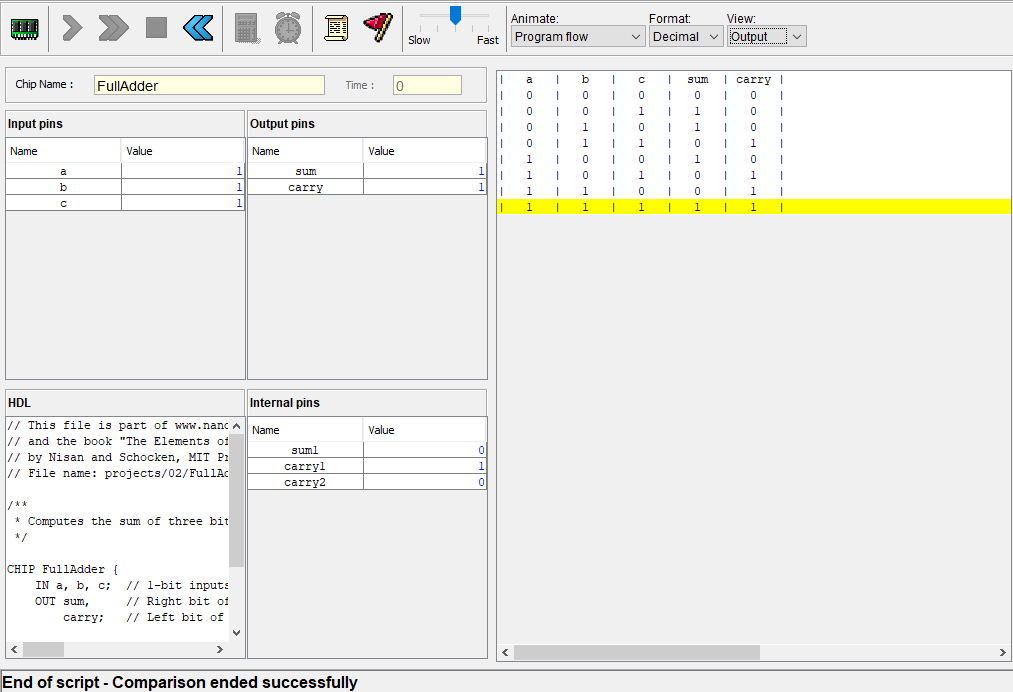 Slow Fast
Animate: Format: View:
Program flow Decimal Output
Chip Name : FullAdder Time : 0
Input pins
Name Value
a 1
b 1
c 1
Output pins
Name Value
sum 1
carry 1
HDL
// This file is part of www.nand
// and the book "The Elements of
// by Nisan and Schocken, MIT Pr
// File name: projects/02/FullAd
/**
* Computes the sum of three bit
*/
CHIP FullAdder {
IN a, b, c; // 1-bit inputs
OUT sum, // Right bit of
carry; // Left bit of
Internal pins
Name Value
sum1 0
carry1 1
carry2 0
| a | b | c | sum | carry |
| 0 | 0 | 0 | 0 | 0 |
| 0 | 0 | 1 | 1 | 0 |
| 0 | 1 | 0 | 1 | 0 |
| 0 | 1 | 1 | 0 | 1 |
| 1 | 0 | 0 | 1 | 0 |
| 1 | 0 | 1 | 0 | 1 |
| 1 | 1 | 0 | 0 | 1 |
| 1 | 1 | 1 | 1 | 1 |
End of script - Comparison ended successfully